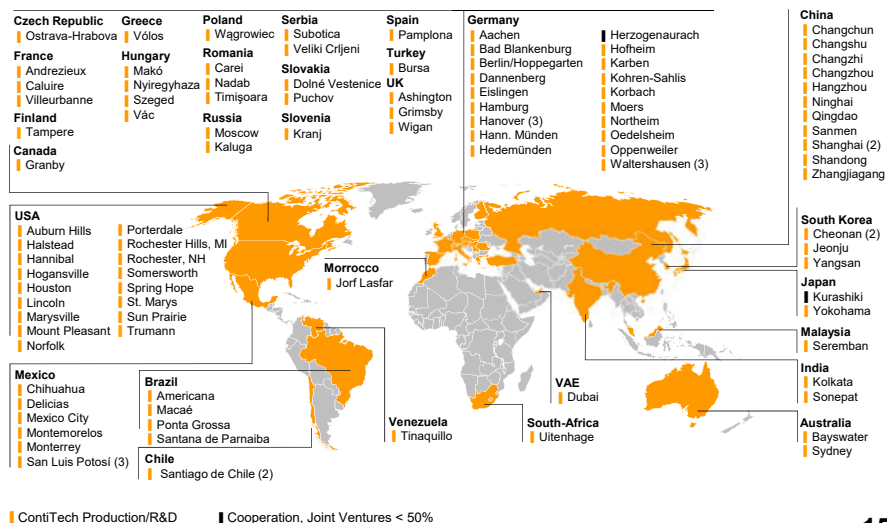 Czech Republic
Ostrava-Hrabova
France
Andrezieux
Caluire
Villeurbanne
Finland
Tampere
Canada
Granby
Greece
Vólos
Hungary
Makó
Nyiregyhaza
Szeged
Vác
Poland
Wągrowiec
Romania
Carei
Nadab
Timişoara
Russia
Moscow
Kaluga
Serbia
Subotica
Veliki Crljeni
Slovakia
Dolné Vestenice
Puchov
Slovenia
Kranj
Spain
Pamplona
Turkey
Bursa
UK
Ashington
Grimsby
Wigan
Germany
Aachen
Bad Blankenburg
Berlin/Hoppegarten
Dannenberg
Eislingen
Hamburg
Hanover (3)
Hann. Münden
Hedemünden
Herzogenaurach
Hofheim
Karben
Kohren-Sahlis
Korbach
Moers
Northeim
Oedelsheim
Oppenweiler
Waltershausen (3)
China
Changchun
Changshu
Changzhi
Changzhou
Hangzhou
Ninghai
Qingdao
Sanmen
Shanghai (2)
Shandong
Zhangjiagang
USA
Auburn Hills
Halstead
Hannibal
Hogansville
Houston
Lincoln
Marysville
Mount Pleasant
Norfolk
Porterdale
Rochester Hills, MI
Rochester, NH
Somersworth
Spring Hope
St. Marys
Sun Prairie
Trumann
Morrocco
Jorf Lasfar
South Korea
Cheonan (2)
Jeonju
Yangsan
Japan
Kurashiki
Yokohama
Malaysia
Seremban
India
Kolkata
Sonepat
Australia
Bayswater
Sydney
Mexico
Chihuahua
Delicias
Mexico City
Montemorelos
Monterrey
San Luis Potosí (3)
Brazil
Americana
Macaé
Ponta Grossa
Santana de Parnaiba
Chile
Santiago de Chile (2)
Venezuela
Tinaquillo
South-Africa
Uitenhage
VAE
Dubai
ContiTech Production/R&D
Cooperation, Joint Ventures < 50%